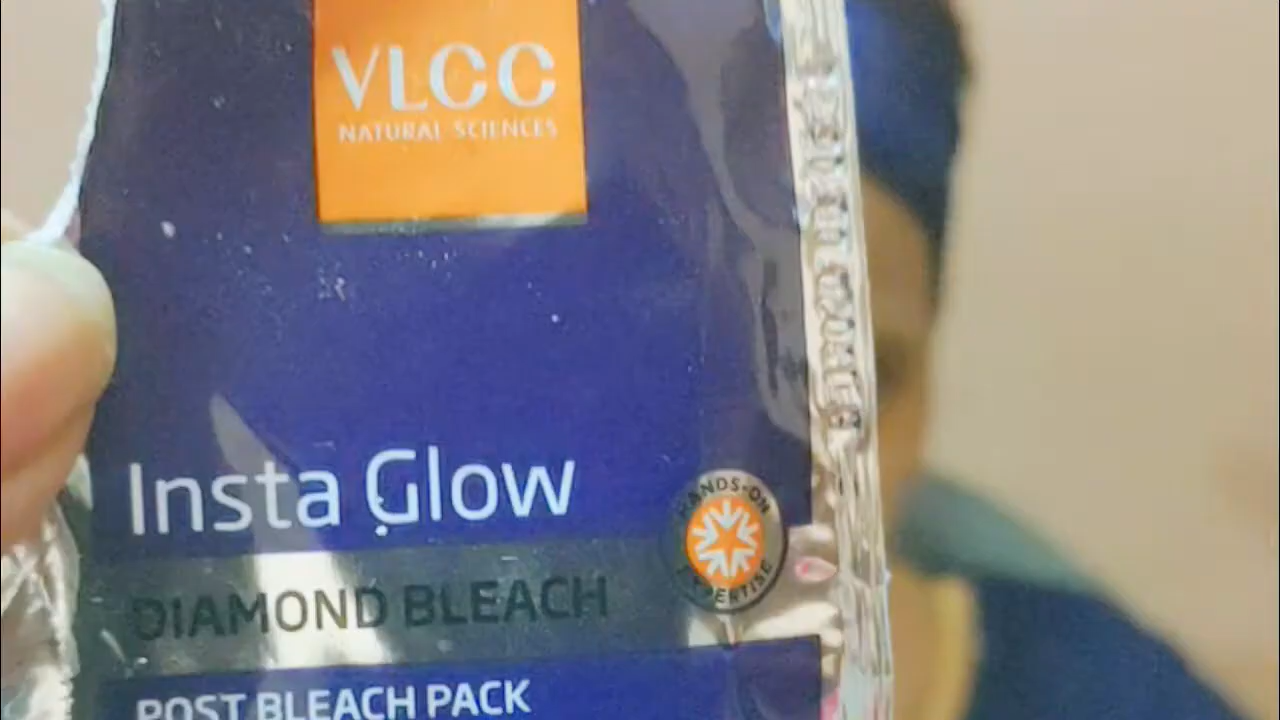 VLCC
NATURAL SCIENCES
Insta Glow
HANDS-ON
EXPERTISE
DIAMOND BLEACH
POST BLEACH PACK